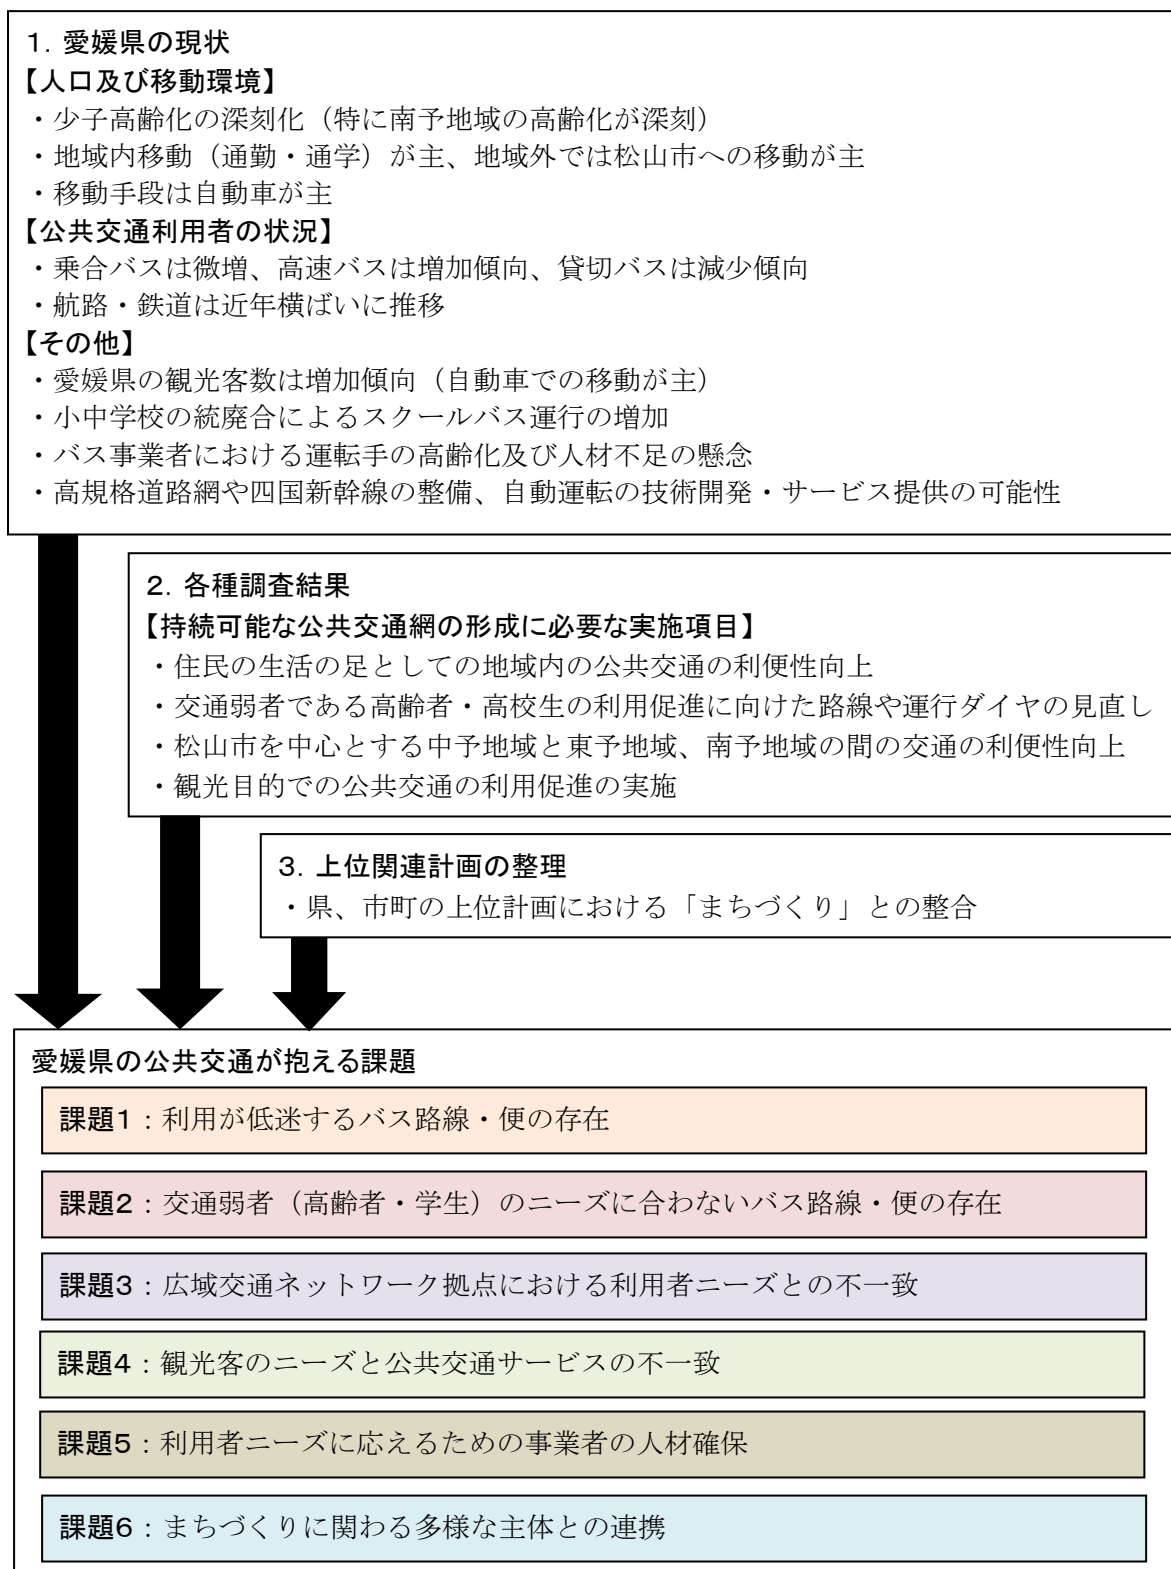 1．愛媛県の現状
【人口及び移動環境】
・少子高齢化の深刻化（特に南予地域の高齢化が深刻）
・地域内移動（通勤・通学）が主、地域外では松山市への移動が主
・移動手段は自動車が主
【公共交通利用者の状況】
・乗合バスは微増、高速バスは増加傾向、貸切バスは減少傾向
・航路・鉄道は近年横ばいに推移
【その他】
・愛媛県の観光客数は増加傾向（自動車での移動が主）
・小中学校の統廃合によるスクールバス運行の増加
・バス事業者における運転手の高齢化及び人材不足の懸念
・高規格道路網や四国新幹線の整備、自動運転の技術開発・サービス提供の可能性
2．各種調査結果
【持続可能な公共交通網の形成に必要な実施項目】
・住民の生活の足としての地域内の公共交通の利便性向上
・交通弱者である高齢者・高校生の利用促進に向けた路線や運行ダイヤの見直し
・松山市を中心とする中予地域と東予地域、南予地域の間の交通の利便性向上
・観光目的での公共交通の利用促進の実施
3．上位関連計画の整理
・県、市町の上位計画における「まちづくり」との整合
愛媛県の公共交通が抱える課題
課題1：利用が低迷するバス路線・便の存在
課題2：交通弱者（高齢者・学生）のニーズに合わないバス路線・便の存在
課題3：広域交通ネットワーク拠点における利用者ニーズとの不一致
課題4：観光客のニーズと公共交通サービスの不一致
課題5：利用者ニーズに応えるための事業者の人材確保
課題6：まちづくりに関わる多様な主体との連携